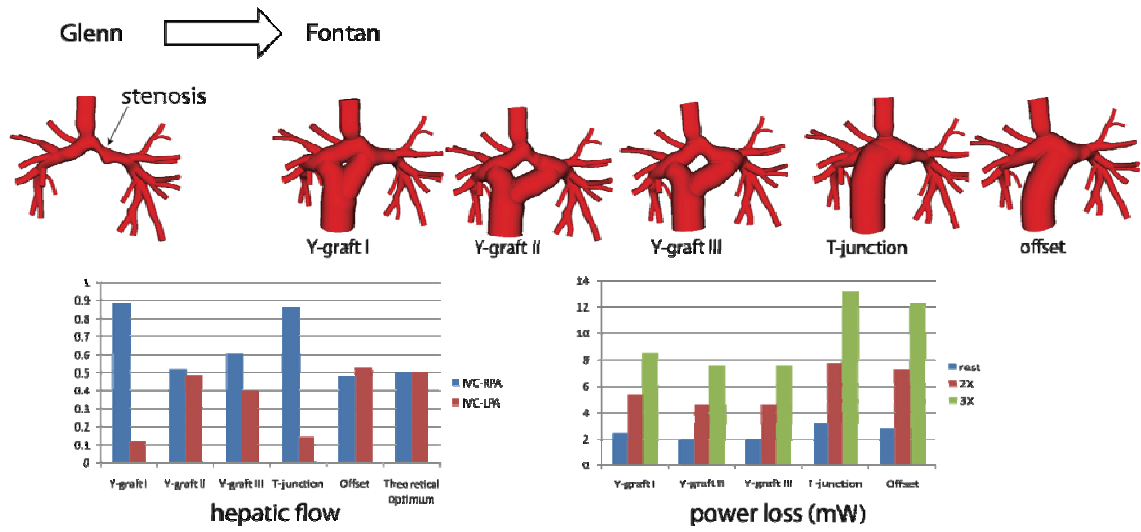 Glenn
Fontan
stenosis
Y-graft I
Y-graft II
Y-graft III
T-junction
offset
1
0.9
0.8
0.7
0.6
0.5
0.4
0.3
0.2
0.1
0
IVC-RPA
IVC-LPA
Y-graft I
Y-graft II
Y-graft III
T-junction
Offset
Theoretical
optimum
hepatic flow
14
12
10
8
6
4
2
0
rest
2X
3X
Y-graft I
Y-graft II
Y-graft III
T-junction
Offset
power loss (mW)